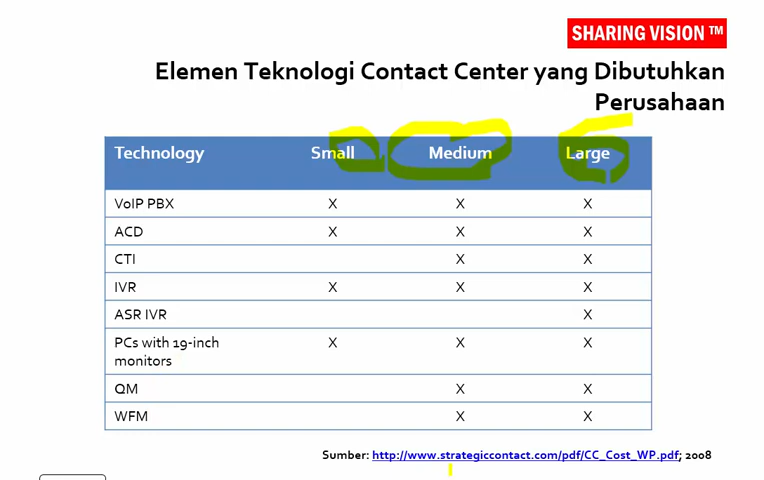 SHARING VISION ™
Elemen Teknologi Contact Center yang Dibutuhkan
Perusahaan
Technology Small Medium Large
VoIP PBX X X X
ACD X X X
CTI X X
IVR X X X
ASR IVR X
PCs with 19-inch X X X
monitors
QM X X
WFM X X
Sumber: http://www.strategiccontact.com/pdf/CC_Cost_WP.pdf; 2008